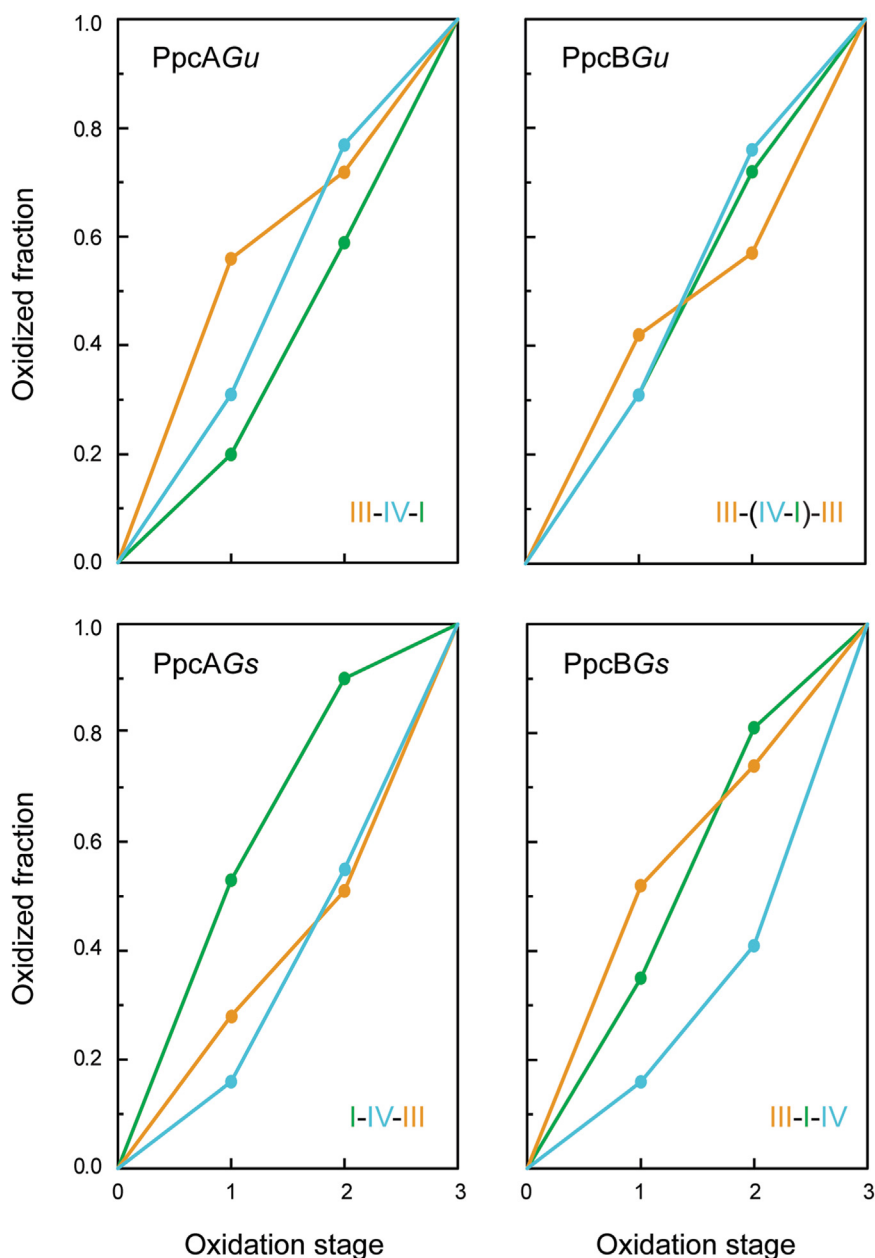 PpcAGu
PpcBGu
1.0
0.8
0.6
0.4
0.2
0.0
Oxidized fraction
III-IV-I
III-(IV-I)-III
PpcAGs
PpcBGs
1.0
0.8
0.6
0.4
0.2
0.0
Oxidized fraction
I-IV-III
III-I-IV
0 1 2 3
0 1 2 3
Oxidation stage
Oxidation stage